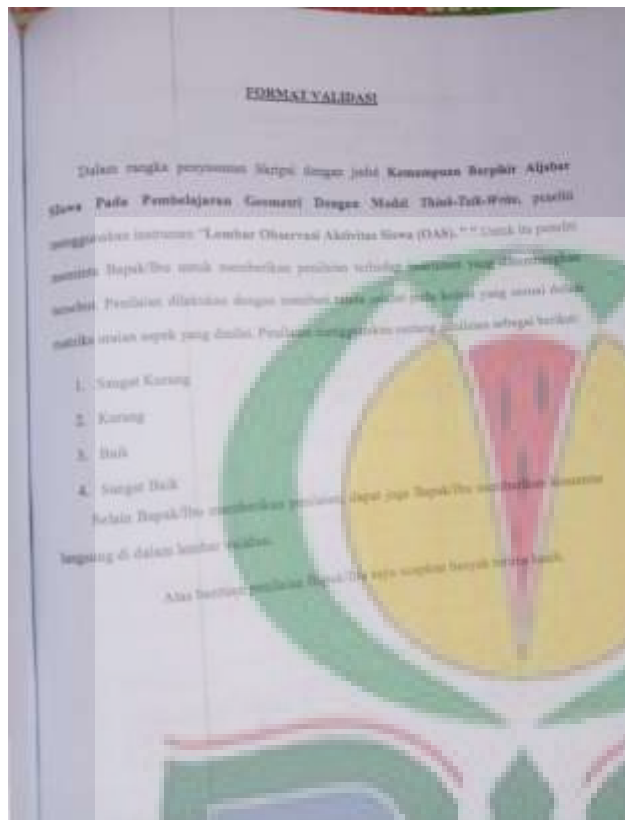 FORMAT VALIDASI
Dalam rangka penyusunan Skripsi dengan judul Kemampuan Berpikir Aljabar
Siswa Pada Pembelajaran Geometri Dengan Model Think-Talk-Write, peneliti
menggunakan instrumen "Lembar Observasi Aktivitas Siswa (OAS). " " Untuk itu peneliti
meminta Bapak/Ibu untuk memberikan penilaian terhadap instrumen yang dikembangkan
tersebut. Penilaian dilakukan dengan memberi tanda pada kolom yang sesuai dalam
matriks uraian aspek yang dinilai. Penilaian menggunakan rentang penilaian sebagai berikut:
1. Sangat Kurang
2. Kurang
3. Baik
4. Sangat Baik
Selain Bapak/Ibu memberikan penilaian, dapat juga Bapak/Ibu memberikan komentar
langsung di dalam lembar validasi.
Atas bantuan penilaian Bapak/Ibu saya ucapkan banyak terima kasih.